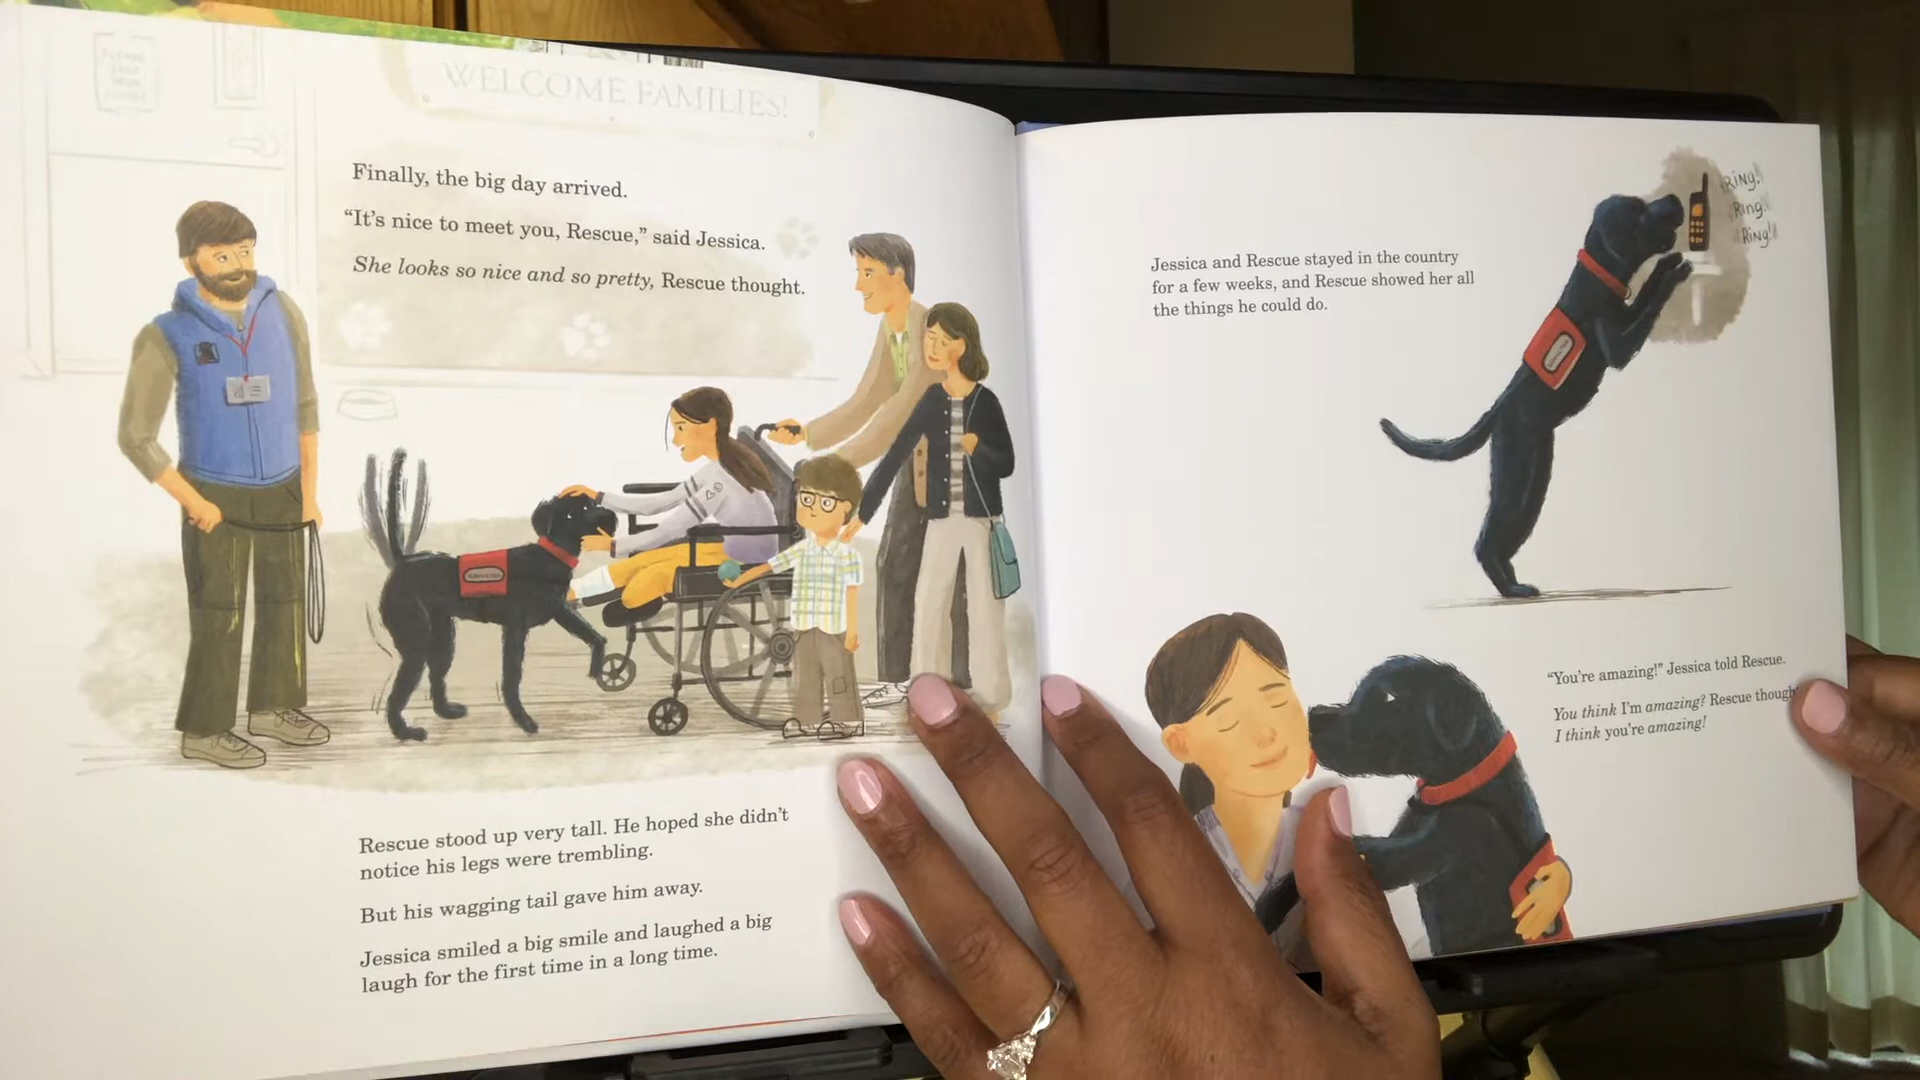 PLEASE
KEEP
DOOR
CLOSED
WELCOME FAMILIES!
Finally, the big day arrived.
“It’s nice to meet you, Rescue,” said Jessica.
She looks so nice and so pretty, Rescue thought.
Rescue stood up very tall. He hoped she didn’t
notice his legs were trembling.
But his wagging tail gave him away.
Jessica smiled a big smile and laughed a big
laugh for the first time in a long time.
Jessica and Rescue stayed in the country
for a few weeks, and Rescue showed her all
the things he could do.
RiNg!
Ring!
RiNg!
“You’re amazing!” Jessica told Rescue.
You think I’m amazing? Rescue though
I think you’re amazing!